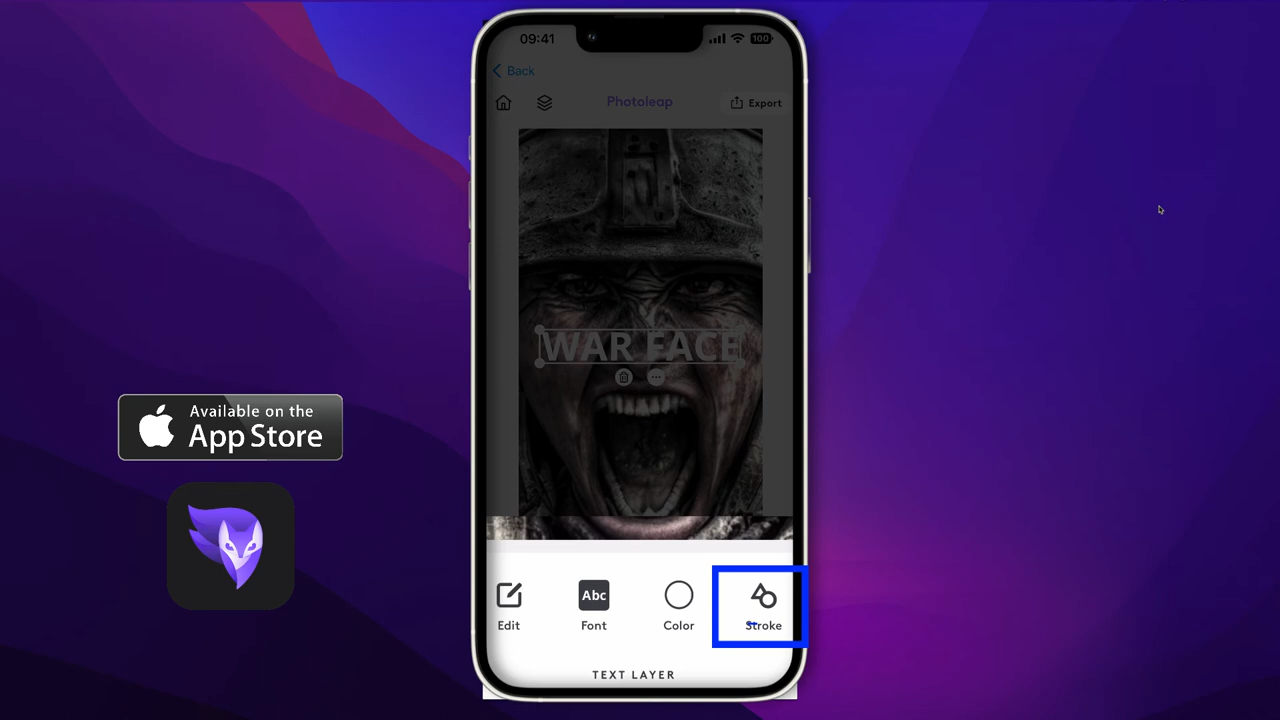 09:41
100
Back
Photoleap
Export
WAR FACE
Available on the
App Store
Abc
Edit
Font
Color
Stroke
TEXT LAYER